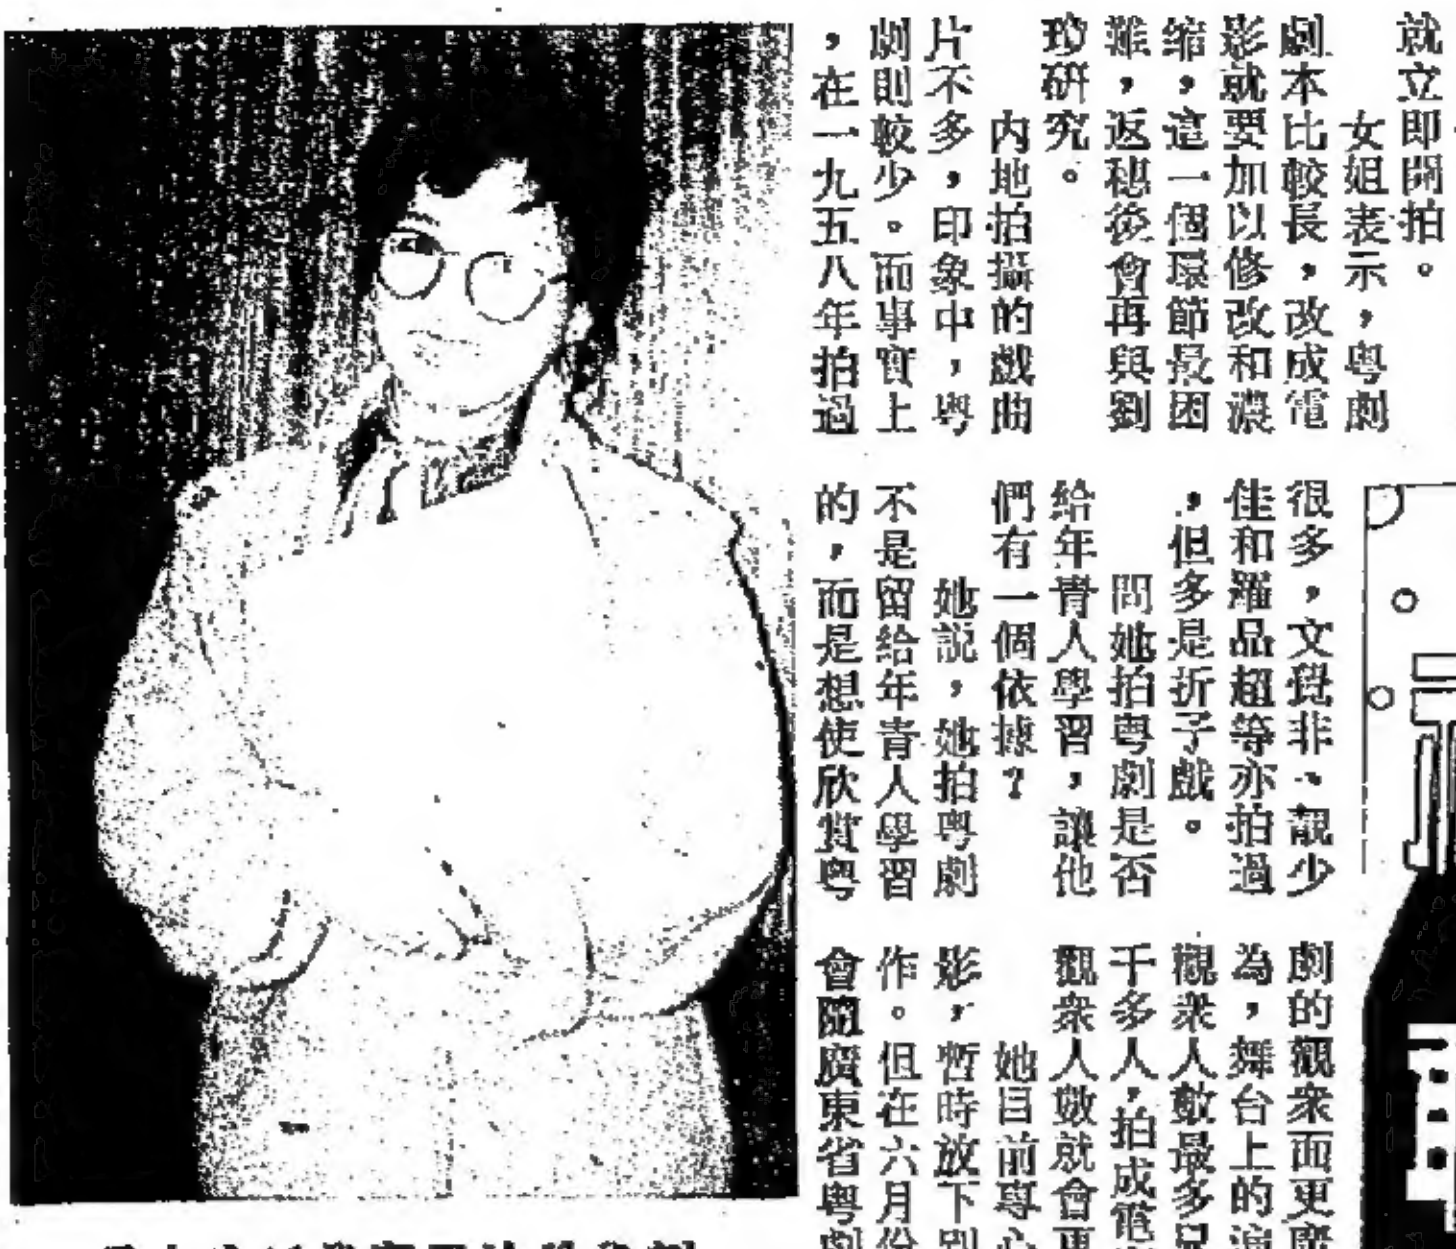 就立即開拍。
女姐表示，粵劇
劇本比較長，改成電
影就要加以修改和濃
縮，這一個環節最困
難，返穗後會再與劉
玲研究。
內地拍攝的戲曲
片不多，印象中，粵
劇則較少。而事實上
，在一九五八年拍過
很多，文覺非、靚少
佳和羅品超等亦拍過
，但多是折子戲。
問她拍粵劇是否
給年青人學習，讓他
們有一個依據？
她説，她拍粵劇
不是留給年青人學習
的，而是想使欣賞粵
劇的觀衆面更廣
為，舞台上的演
觀衆人數最多只
千多人，拍成電
觀衆人數就會更
她目前專心
影，暫時放下別
作。但在六月份
會隨廣東省粵劇